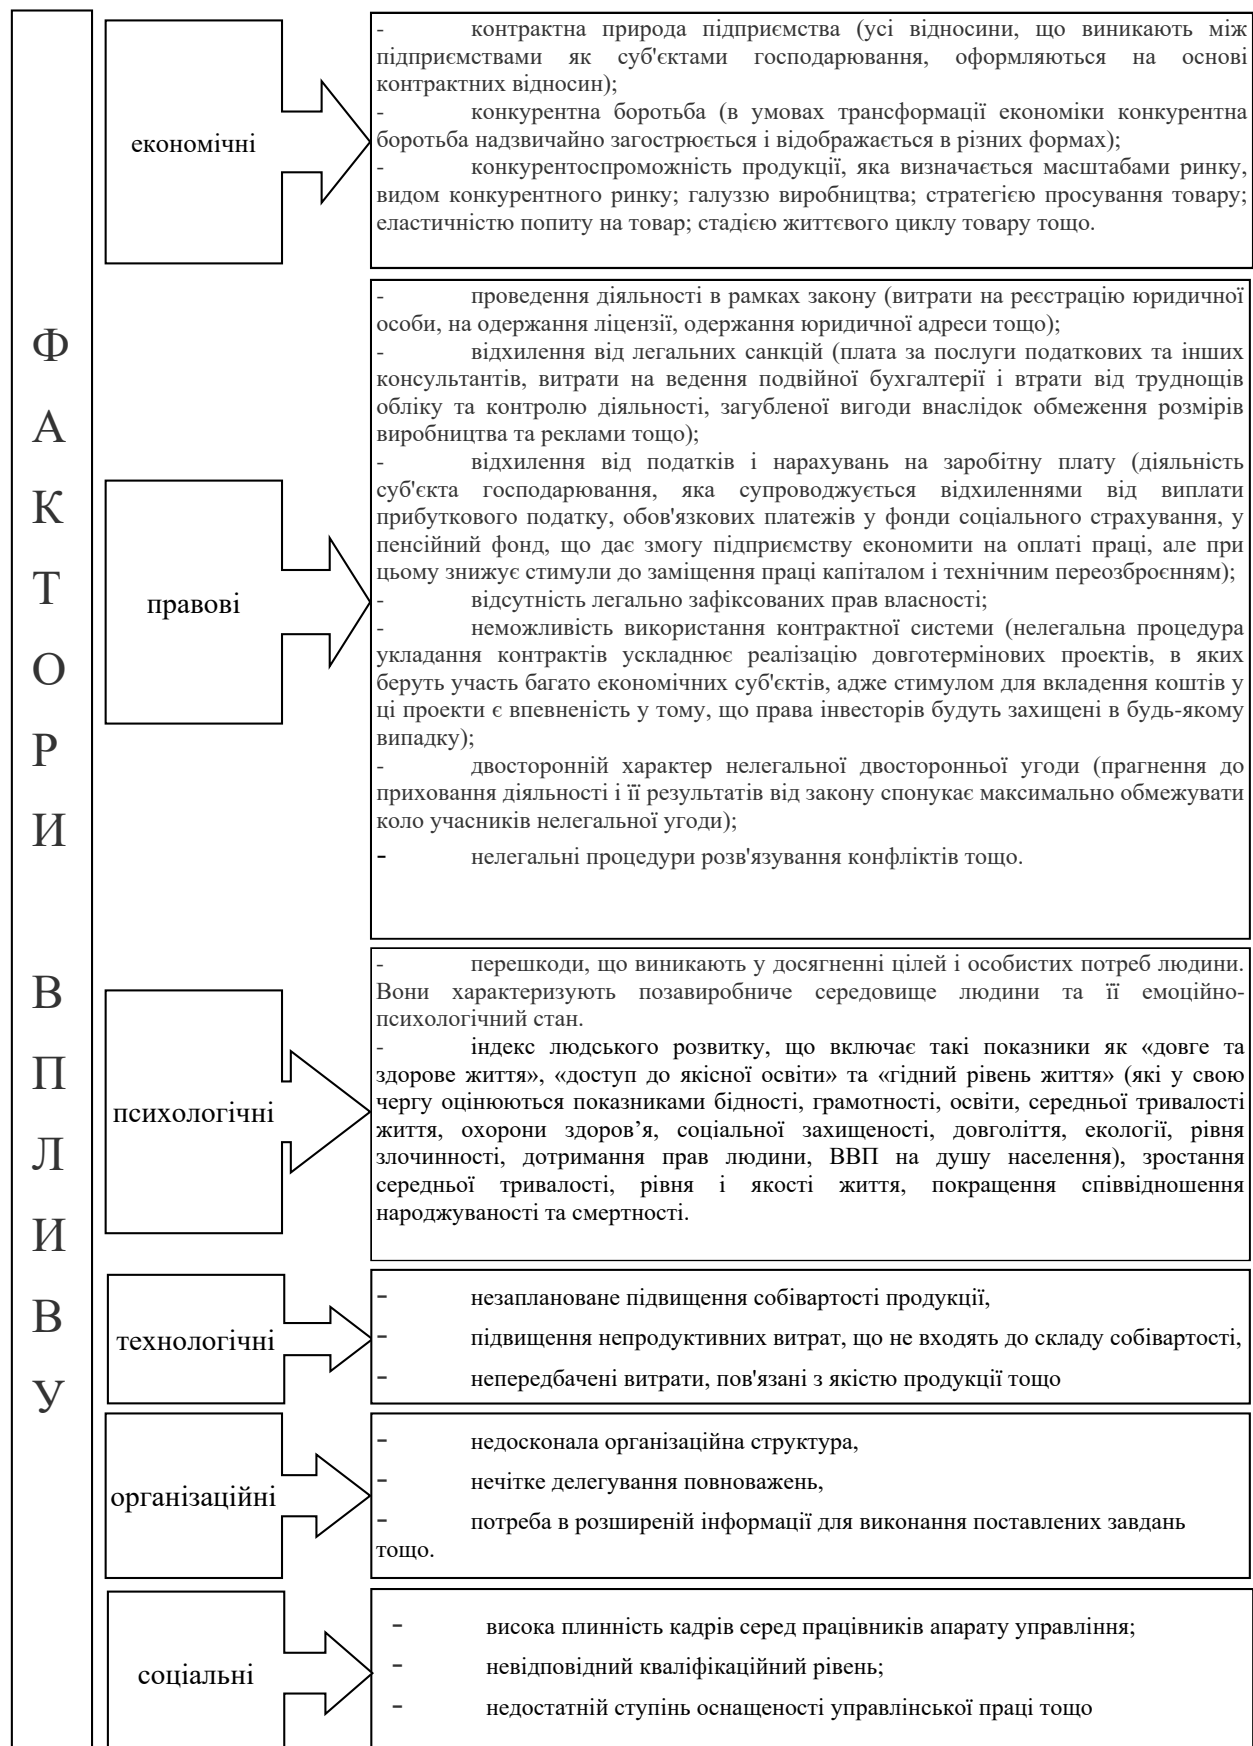 ФАКТОРИ ВПЛИВУ
економічні
- контрактна природа підприємства (усі відносини, що виникають між
підприємствами як суб'єктами господарювання, оформляються на основі
контрактних відносин);
- конкурентна боротьба (в умовах трансформації економіки конкурентна
боротьба надзвичайно загострюється і відображається в різних формах);
- конкурентоспроможність продукції, яка визначається масштабами ринку,
видом конкурентного ринку; галуззю виробництва; стратегією просування товару;
еластичністю попиту на товар; стадією життєвого циклу товару тощо.
правові
- проведення діяльності в рамках закону (витрати на реєстрацію юридичної
особи, на одержання ліцензії, одержання юридичної адреси тощо);
- відхилення від легальних санкцій (плата за послуги податкових та інших
консультантів, витрати на ведення подвійної бухгалтерії і втрати від труднощів
обліку та контролю діяльності, загубленої вигоди внаслідок обмеження розмірів
виробництва та реклами тощо);
- відхилення від податків і нарахувань на заробітну плату (діяльність
суб'єкта господарювання, яка супроводжується відхиленнями від виплати
прибуткового податку, обов'язкових платежів у фонди соціального страхування, у
пенсійний фонд, що дає змогу підприємству економити на оплаті праці, але при
цьому знижує стимули до заміщення праці капіталом і технічним переозброєнням);
- відсутність легально зафіксованих прав власності;
- неможливість використання контрактної системи (нелегальна процедура
укладання контрактів ускладнює реалізацію довготермінових проектів, в яких
беруть участь багато економічних суб'єктів, адже стимулом для вкладення коштів у
ці проекти є впевненість у тому, що права інвесторів будуть захищені в будь-якому
випадку);
- двосторонній характер нелегальної двосторонньої угоди (прагнення до
приховання діяльності і її результатів від закону спонукає максимально обмежувати
коло учасників нелегальної угоди);
- нелегальні процедури розв'язування конфліктів тощо.
психологічні
- перешкоди, що виникають у досягненні цілей і особистих потреб людини.
Вони характеризують позавиробниче середовище людини та її емоційно-
психологічний стан.
- індекс людського розвитку, що включає такі показники як «довге та
здорове життя», «доступ до якісної освіти» та «гідний рівень життя» (які у свою
чергу оцінюються показниками бідності, грамотності, освіти, середньої тривалості
життя, охорони здоров’я, соціальної захищеності, довголіття, екології, рівня
злочинності, дотримання прав людини, ВВП на душу населення), зростання
середньої тривалості, рівня і якості життя, покращення співвідношення
народжуваності та смертності.
технологічні
- незаплановане підвищення собівартості продукції,
- підвищення непродуктивних витрат, що не входять до складу собівартості,
- непередбачені витрати, пов'язані з якістю продукції тощо
організаційні
- недосконала організаційна структура,
- нечітке делегування повноважень,
- потреба в розширеній інформації для виконання поставлених завдань
тощо.
соціальні
- висока плинність кадрів серед працівників апарату управління;
- невідповідний кваліфікаційний рівень;
- недостатній ступінь оснащеності управлінської праці тощо